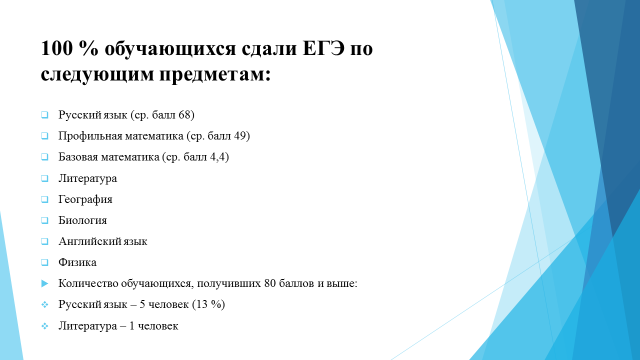 100 % обучающихся сдали ЕГЭ по
следующим предметам:
Русский язык (ср. балл 68)
Профильная математика (ср. балл 49)
Базовая математика (ср. балл 4,4)
Литература
География
Биология
Английский язык
Физика
Количество обучающихся, получивших 80 баллов и выше:
Русский язык – 5 человек (13 %)
Литература – 1 человек